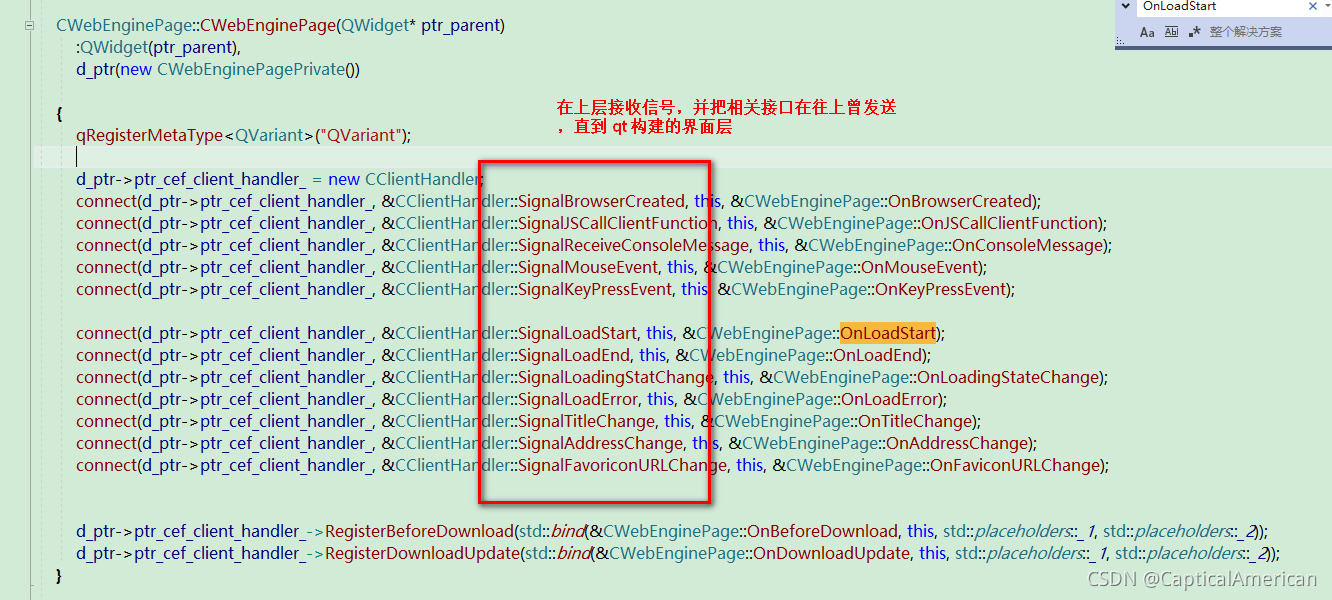 OnLoadStart
Aa Ab .* 整个解决方案
CWebEnginePage::CWebEnginePage(QWidget* ptr_parent)
:QWidget(ptr_parent),
d_ptr(new CWebEnginePagePrivate())
{
在上层接收信号，并把相关接口在往上曾发送
，直到 qt 构建的界面层
qRegisterMetaType<QVariant>("QVariant");
d_ptr->ptr_cef_client_handler_ = new CClientHandler;
connect(d_ptr->ptr_cef_client_handler_, &CClientHandler::SignalBrowserCreated, this, &CWebEnginePage::OnBrowserCreated);
connect(d_ptr->ptr_cef_client_handler_, &CClientHandler::SignalJSCallClientFunction, this, &CWebEnginePage::OnJSCallClientFunction);
connect(d_ptr->ptr_cef_client_handler_, &CClientHandler::SignalReceiveConsoleMessage, this, &CWebEnginePage::OnConsoleMessage);
connect(d_ptr->ptr_cef_client_handler_, &CClientHandler::SignalMouseEvent, this, &CWebEnginePage::OnMouseEvent);
connect(d_ptr->ptr_cef_client_handler_, &CClientHandler::SignalKeyPressEvent, this, &CWebEnginePage::OnKeyPressEvent);
connect(d_ptr->ptr_cef_client_handler_, &CClientHandler::SignalLoadStart, this, &CWebEnginePage::OnLoadStart);
connect(d_ptr->ptr_cef_client_handler_, &CClientHandler::SignalLoadEnd, this, &CWebEnginePage::OnLoadEnd);
connect(d_ptr->ptr_cef_client_handler_, &CClientHandler::SignalLoadingStatChange, this, &CWebEnginePage::OnLoadingStateChange);
connect(d_ptr->ptr_cef_client_handler_, &CClientHandler::SignalLoadError, this, &CWebEnginePage::OnLoadError);
connect(d_ptr->ptr_cef_client_handler_, &CClientHandler::SignalTitleChange, this, &CWebEnginePage::OnTitleChange);
connect(d_ptr->ptr_cef_client_handler_, &CClientHandler::SignalAddressChange, this, &CWebEnginePage::OnAddressChange);
connect(d_ptr->ptr_cef_client_handler_, &CClientHandler::SignalFavoriconURLChange, this, &CWebEnginePage::OnFaviconURLChange);
d_ptr->ptr_cef_client_handler_->RegisterBeforeDownload(std::bind(&CWebEnginePage::OnBeforeDownload, this, std::placeholders::_1, std::placeholders::_2));
d_ptr->ptr_cef_client_handler_->RegisterDownloadUpdate(std::bind(&CWebEnginePage::OnDownloadUpdate, this, std::placeholders::_1, std::placeholders::_2));
}
CSDN @CapticalAmerican